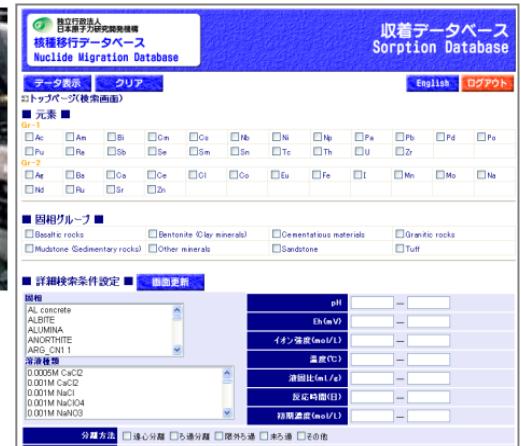 独立行政法人
日本原子力研究開発機構
核種移行データベース
Nuclide Migration Database
収着データベース
Sorption Database
データ表示 クリア English ログアウト
トップページ(検索画面)
■ 元素 ■
Gr-1
Ac Am Bi Cm Cs Nb Ni Np Pa Pb Pd Po
Pu Ra Sb Se Sm Sn Tc Th U Zr
Gr-2
Ag Ba Ca Ce Cl Co Eu Fe I Mn Mo Na
Nd Ru Sr Zn
■ 固相グループ ■
Basaltic rocks Bentonite (Clay minerals) Cementatious materials Granitic rocks
Mudstone (Sedimentary rocks) Other minerals Sandstone Tuff
■ 詳細検索条件設定 ■ 画面更新
固相
AL concrete
ALBITE
ALUMINA
ANORTHITE
ARG_CN1 1
溶液種類
0.0005M CaCl2
0.001M CaCl2
0.001M NaCl
0.001M NaClO4
0.001M NaNO3
pH —
Eh(mV) —
イオン強度(mol/L) —
温度(℃) —
液固比(mL/g) —
反応時間(日) —
初期濃度(mol/L) —
分離方法 遠心分離 ろ過分離 限外ろ過 未ろ過 その他